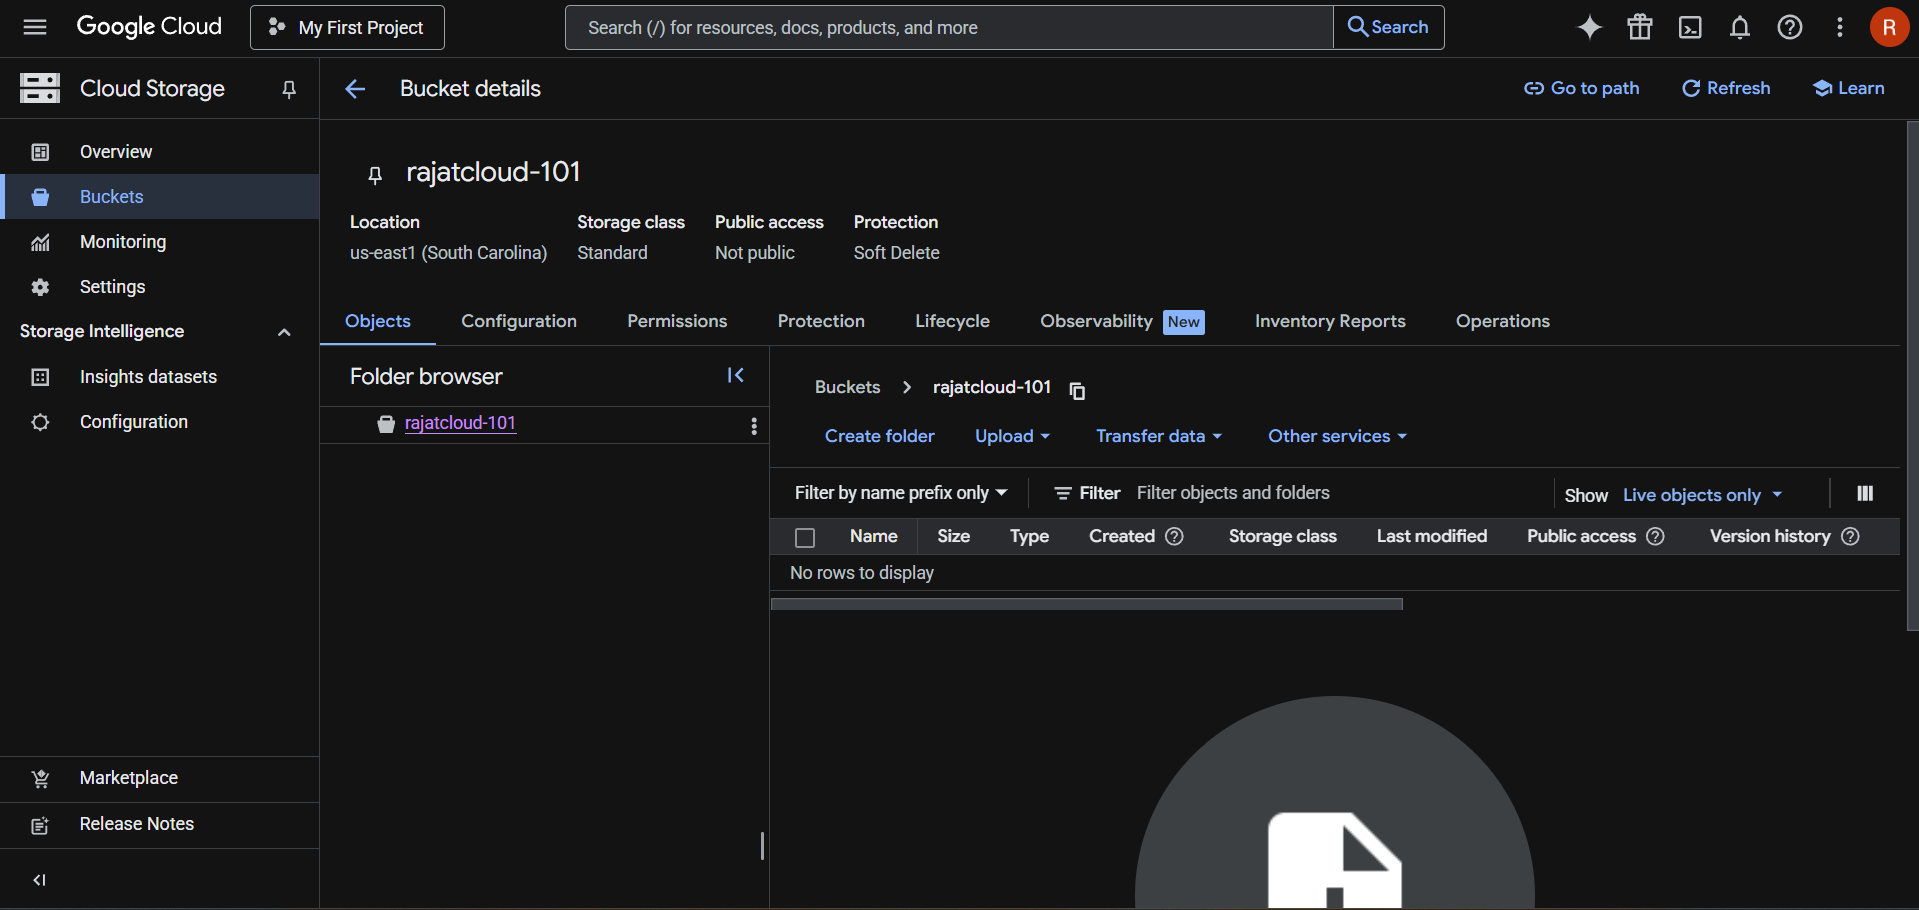 Google Cloud
My First Project
Search (/) for resources, docs, products, and more
Search
R
Cloud Storage
Bucket details
Go to path
Refresh
Learn
Overview
Buckets
Monitoring
Settings
Storage Intelligence
Insights datasets
Configuration
Marketplace
Release Notes
rajatcloud-101
Location
us-east1 (South Carolina)
Storage class
Standard
Public access
Not public
Protection
Soft Delete
Objects
Configuration
Permissions
Protection
Lifecycle
Observability New
Inventory Reports
Operations
Folder browser
rajatcloud-101
Buckets > rajatcloud-101
Create folder
Upload
Transfer data
Other services
Filter by name prefix only
Filter
Filter objects and folders
Show
Live objects only
Name
Size
Type
Created
Storage class
Last modified
Public access
Version history
No rows to display